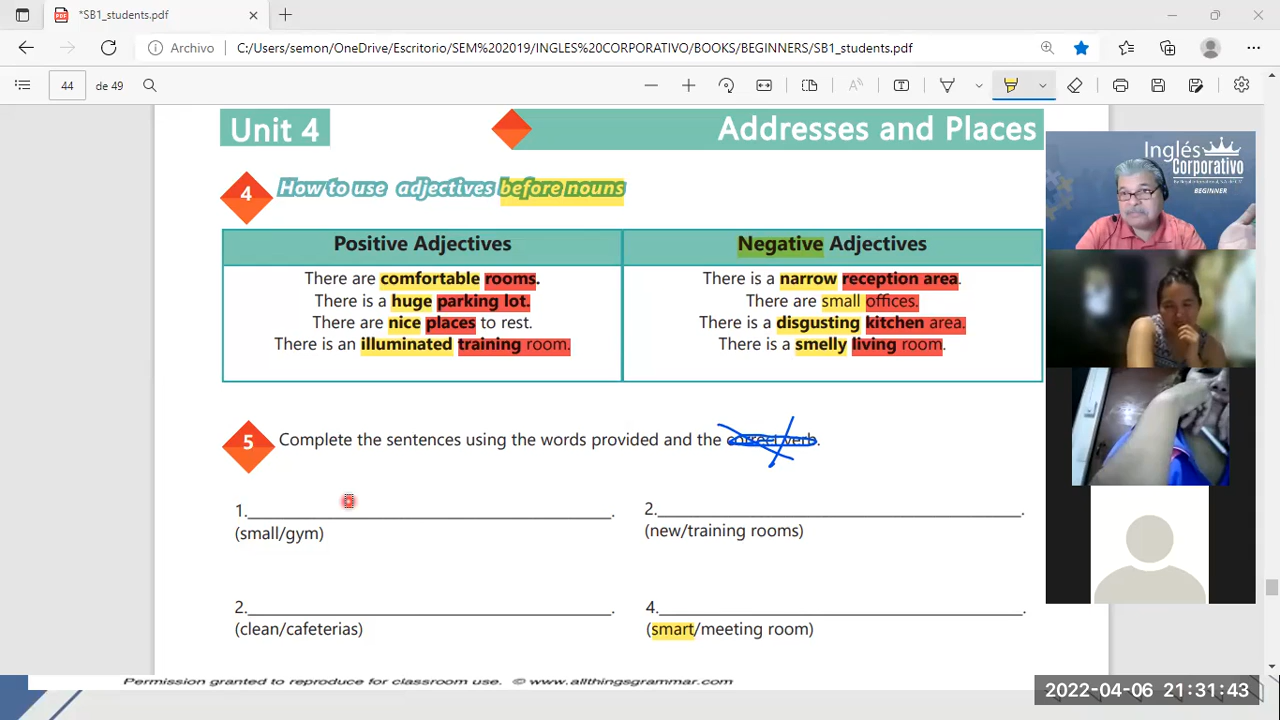 *SB1_students.pdf
Archivo C:/Users/semon/OneDrive/Escritorio/SEM%202019/INGLES%20CORPORATIVO/BOOKS/BEGINNERS/SB1_students.pdf
44 de 49
Unit 4 Addresses and Places
4 How to use adjectives before nouns
Positive Adjectives Negative Adjectives
There are comfortable rooms. There is a narrow reception area.
There is a huge parking lot. There are small offices.
There are nice places to rest. There is a disgusting kitchen area.
There is an illuminated training room. There is a smelly living room.
5 Complete the sentences using the words provided and the correct verb.
1. 2.
(small/gym) (new/training rooms)
2. 4.
(clean/cafeterias) (smart/meeting room)
Permission granted to reproduce for classroom use. © www.allthingsgrammar.com
Inglés
Corporativo
BEGINNER
2022-04-06 21:31:43